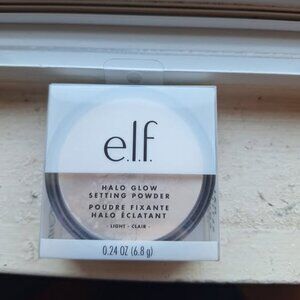 e.l.f.
HALO GLOW
SETTING POWDER
POUDRE FIXANTE
HALO ÉCLATANT
- LIGHT - CLAIR -
0.24 OZ (6.8 g)